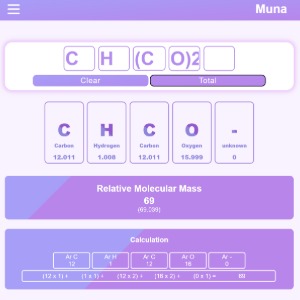 Muna
C H (C O)2
Clear Total
C H C O -
Carbon Hydrogen Carbon Oxygen unknown
12.011 1.008 12.011 15.999 0
Relative Molecular Mass
69
(69.039)
Calculation
Ar C Ar H Ar C Ar O Ar -
12 1 12 16 0
(12 x 1) + (1 x 1) + (12 x 2) + (16 x 2) + (0 x 1) = 69